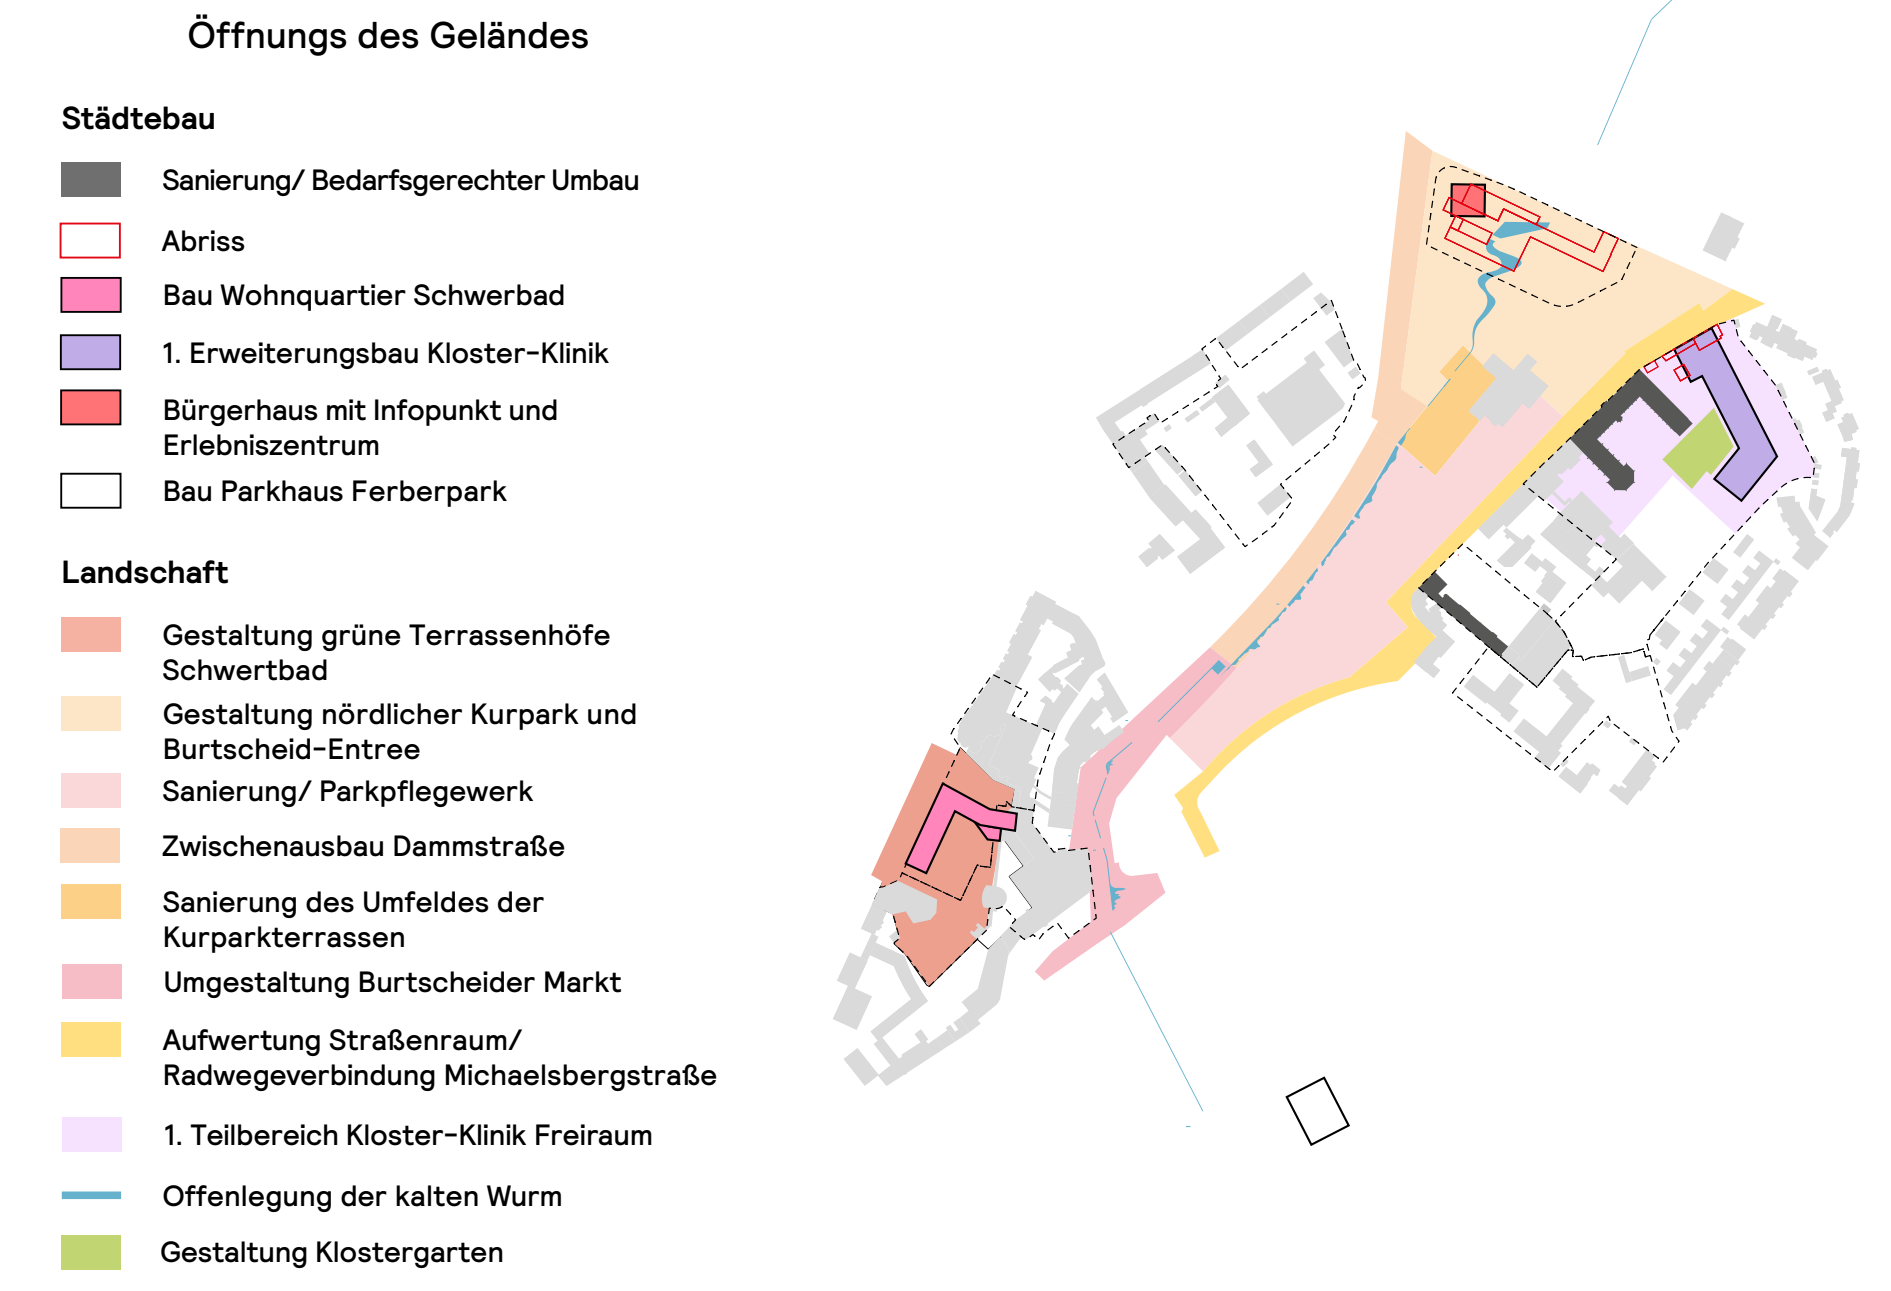 Öffnungs des Geländes
Städtebau
Sanierung/ Bedarfsgerechter Umbau
Abriss
Bau Wohnquartier Schwerbad
1. Erweiterungsbau Kloster-Klinik
Bürgerhaus mit Infopunkt und
Erlebniszentrum
Bau Parkhaus Ferberpark
Landschaft
Gestaltung grüne Terrassenhöfe
Schwertbad
Gestaltung nördlicher Kurpark und
Burtscheid-Entree
Sanierung/ Parkpflegewerk
Zwischenausbau Dammstraße
Sanierung des Umfeldes der
Kurparkterrassen
Umgestaltung Burtscheider Markt
Aufwertung Straßenraum/
Radwegeverbindung Michaelsbergstraße
1. Teilbereich Kloster-Klinik Freiraum
Offenlegung der kalten Wurm
Gestaltung Klostergarten